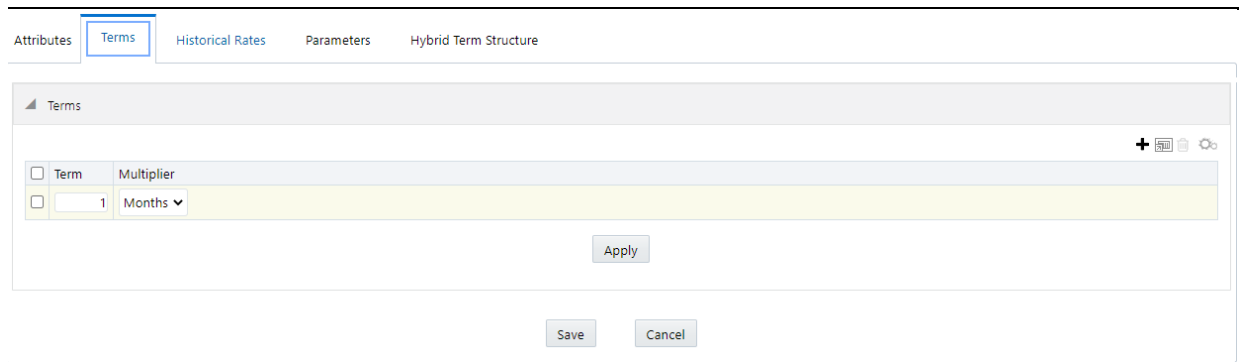 Attributes Terms Historical Rates Parameters Hybrid Term Structure
Terms
Term Multiplier
1 Months
Apply
Save Cancel